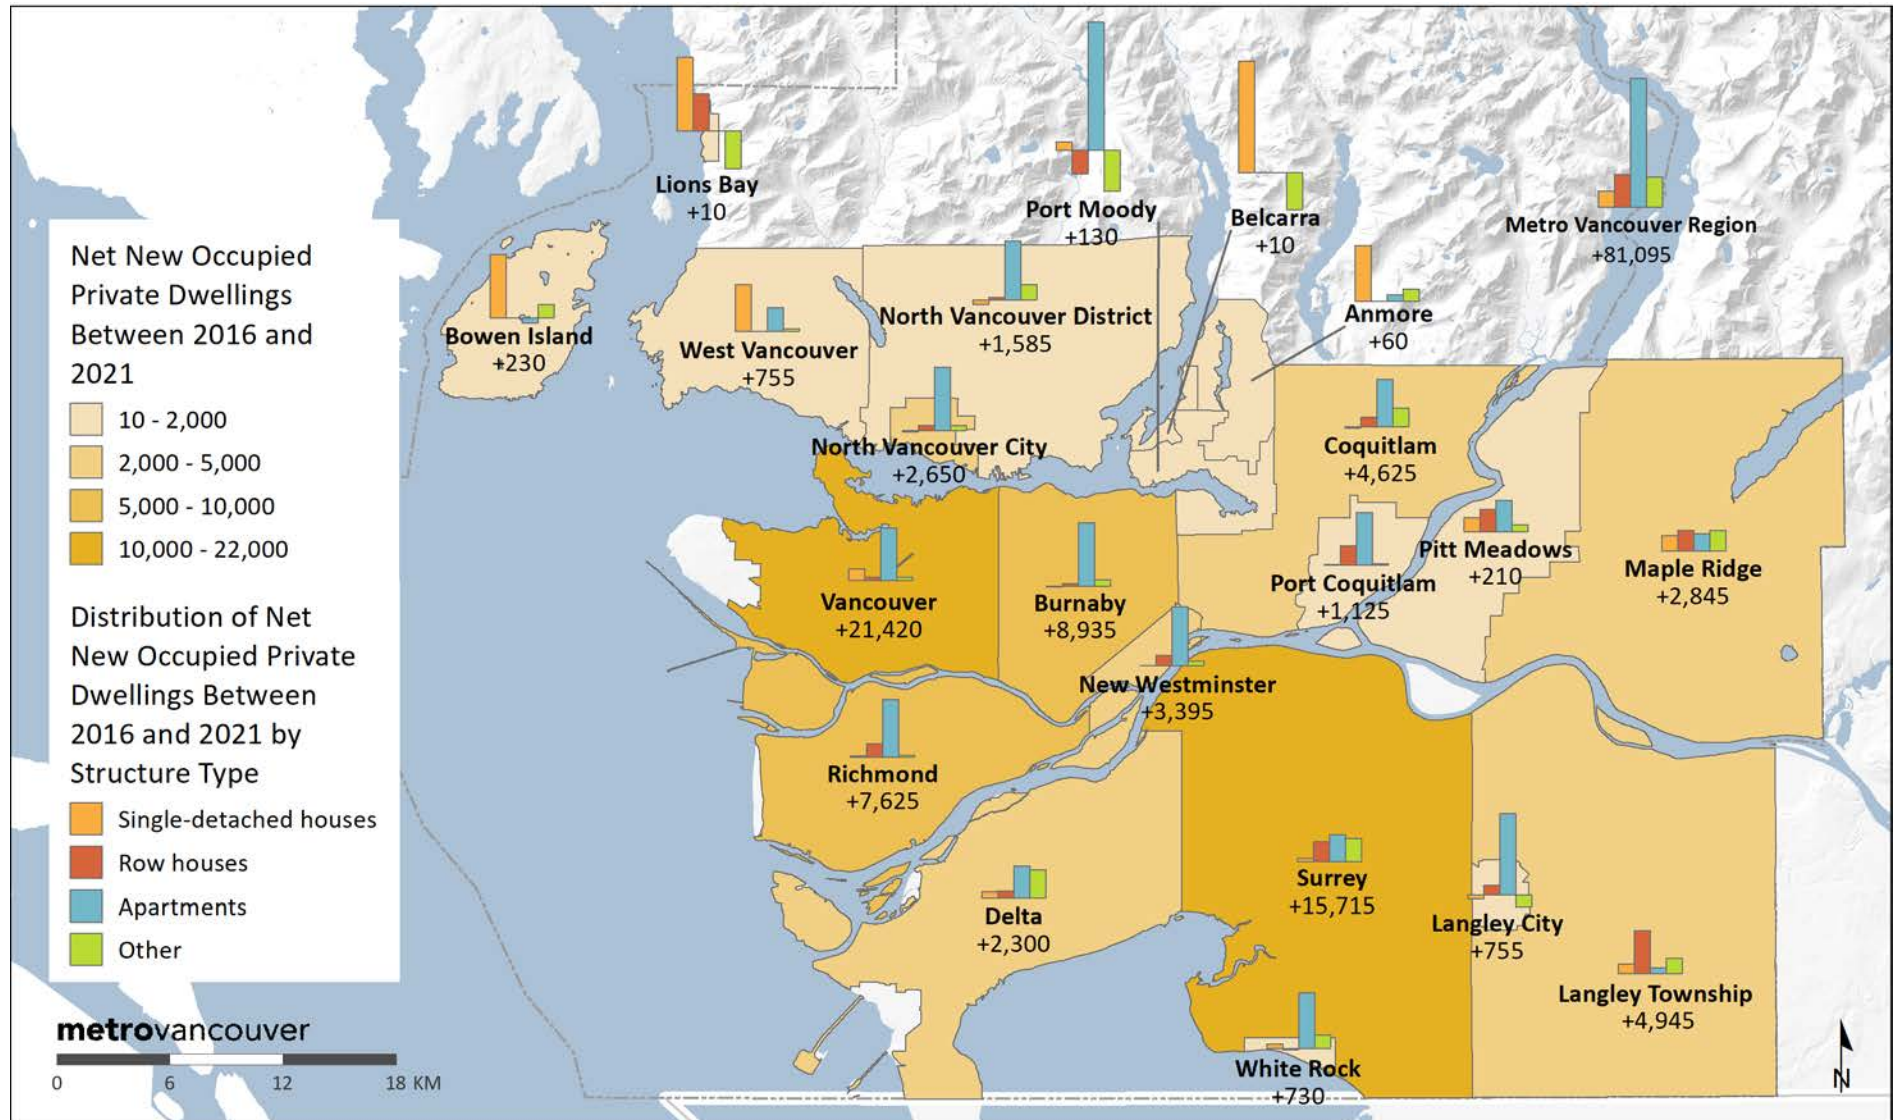 Net New Occupied
Private Dwellings
Between 2016 and
2021
10 - 2,000
2,000 - 5,000
5,000 - 10,000
10,000 - 22,000
Distribution of Net
New Occupied Private
Dwellings Between
2016 and 2021 by
Structure Type
Single-detached houses
Row houses
Apartments
Other
metrovancouver
0 6 12 18 KM
Lions Bay
+10
Port Moody
+130
Belcarra
+10
Metro Vancouver Region
+81,095
Bowen Island
+230
West Vancouver
+755
North Vancouver District
+1,585
Anmore
+60
North Vancouver City
+2,650
Coquitlam
+4,625
Pitt Meadows
+210
Port Coquitlam
+1,125
Maple Ridge
+2,845
Vancouver
+21,420
Burnaby
+8,935
New Westminster
+3,395
Richmond
+7,625
Delta
+2,300
Surrey
+15,715
Langley City
+755
Langley Township
+4,945
White Rock
+730
N